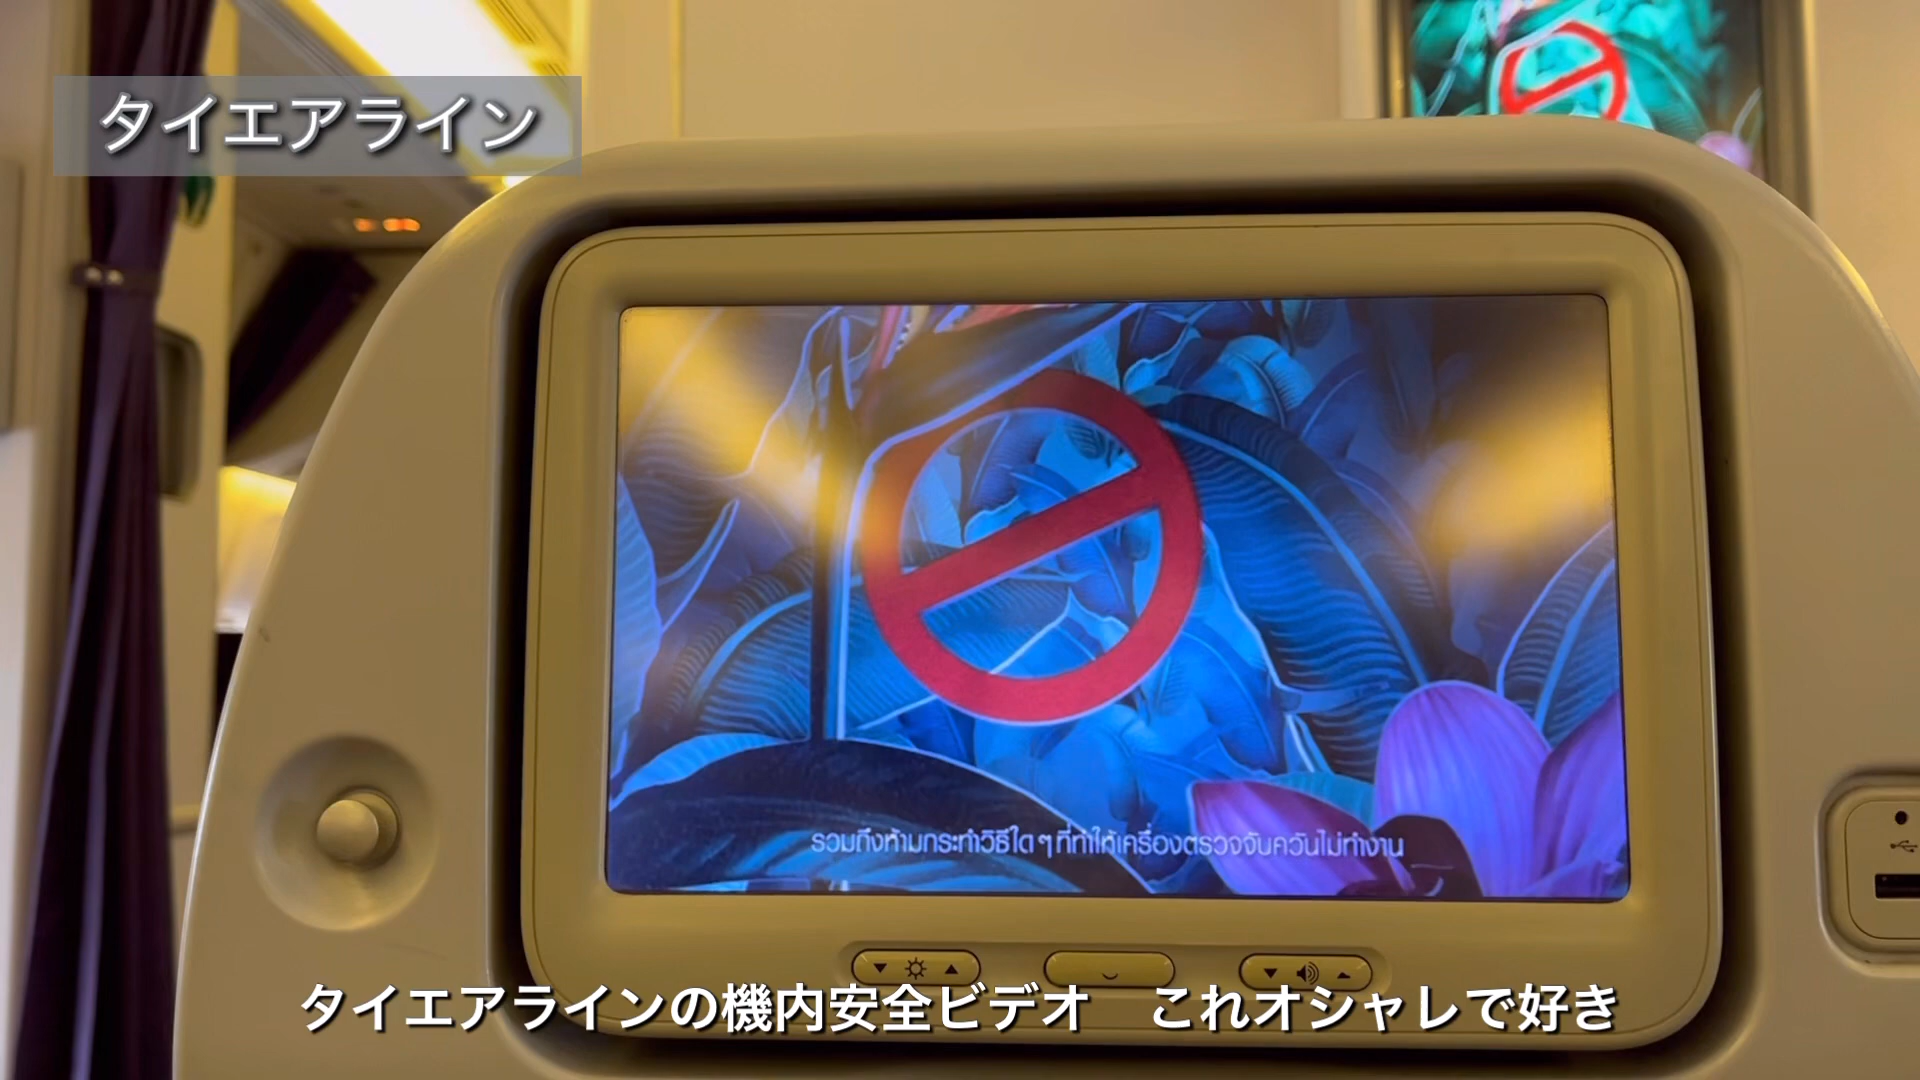 タイエアライン
รวมถึงห้ามกระทำวิธีใด ๆ ที่ทำให้เครื่องตรวจจับควันไม่ทำงาน
タイエアラインの機内安全ビデオ　これオシャレで好き